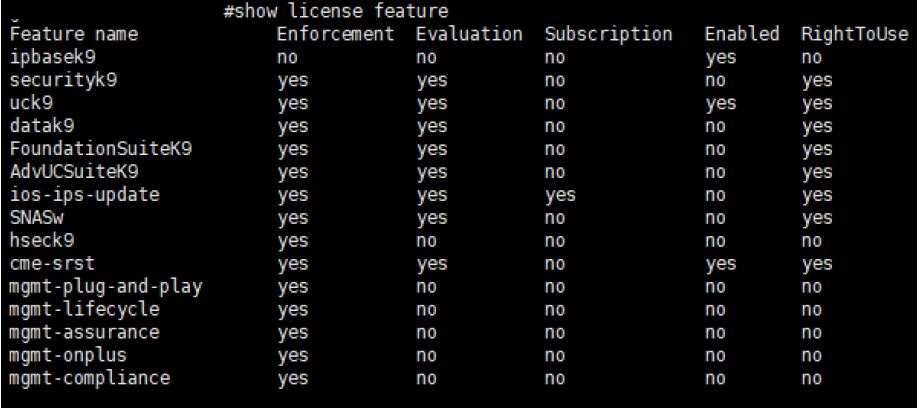 #show license feature
Feature name Enforcement Evaluation Subscription Enabled RightToUse
ipbasek9 no no no yes no
securityk9 yes yes no no yes
uck9 yes yes no yes yes
datak9 yes yes no no yes
FoundationSuiteK9 yes yes no no yes
AdvUCSuiteK9 yes yes no no yes
ios-ips-update yes yes yes no yes
SNASw yes yes no no yes
hseck9 yes no no no no
cme-srst yes yes no yes yes
mgmt-plug-and-play yes no no no no
mgmt-lifecycle yes no no no no
mgmt-assurance yes no no no no
mgmt-onplus yes no no no no
mgmt-compliance yes no no no no